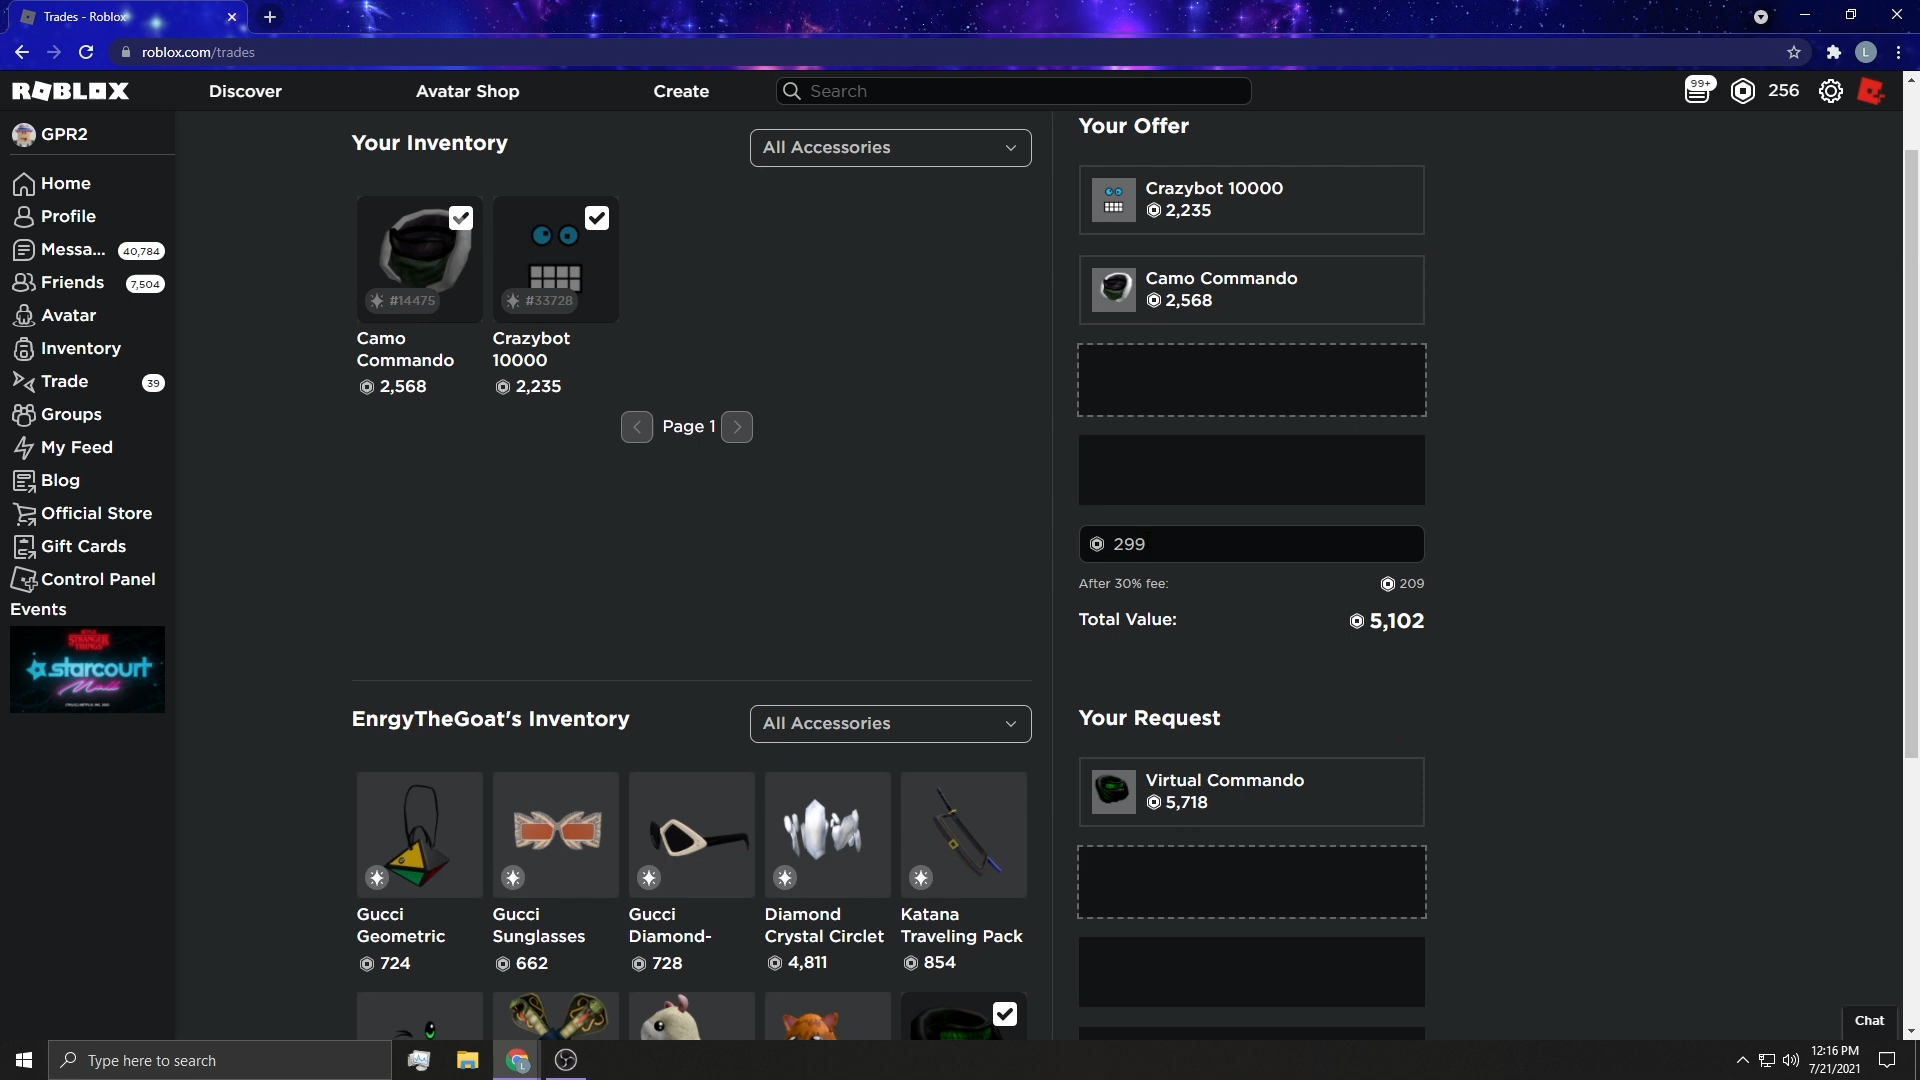 Trades - Roblox
roblox.com/trades
L
ROBLOX
Discover
Avatar Shop
Create
Search
99+
256
GPR2
Home
Profile
Messa... 40,784
Friends 7,504
Avatar
Inventory
Trade 39
Groups
My Feed
Blog
Official Store
Gift Cards
Control Panel
Events
STRANGER THINGS
starcourt
Mall
Your Inventory
All Accessories
#14475
Camo
Commando
2,568
#33728
Crazybot
10000
2,235
Page 1
EnrgyTheGoat's Inventory
All Accessories
Gucci
Geometric
724
Gucci
Sunglasses
662
Gucci
Diamond-
728
Diamond
Crystal Circlet
4,811
Katana
Traveling Pack
854
Your Offer
Crazybot 10000
2,235
Camo Commando
2,568
299
After 30% fee: 209
Total Value: 5,102
Your Request
Virtual Commando
5,718
Chat
Type here to search
12:16 PM
7/21/2021